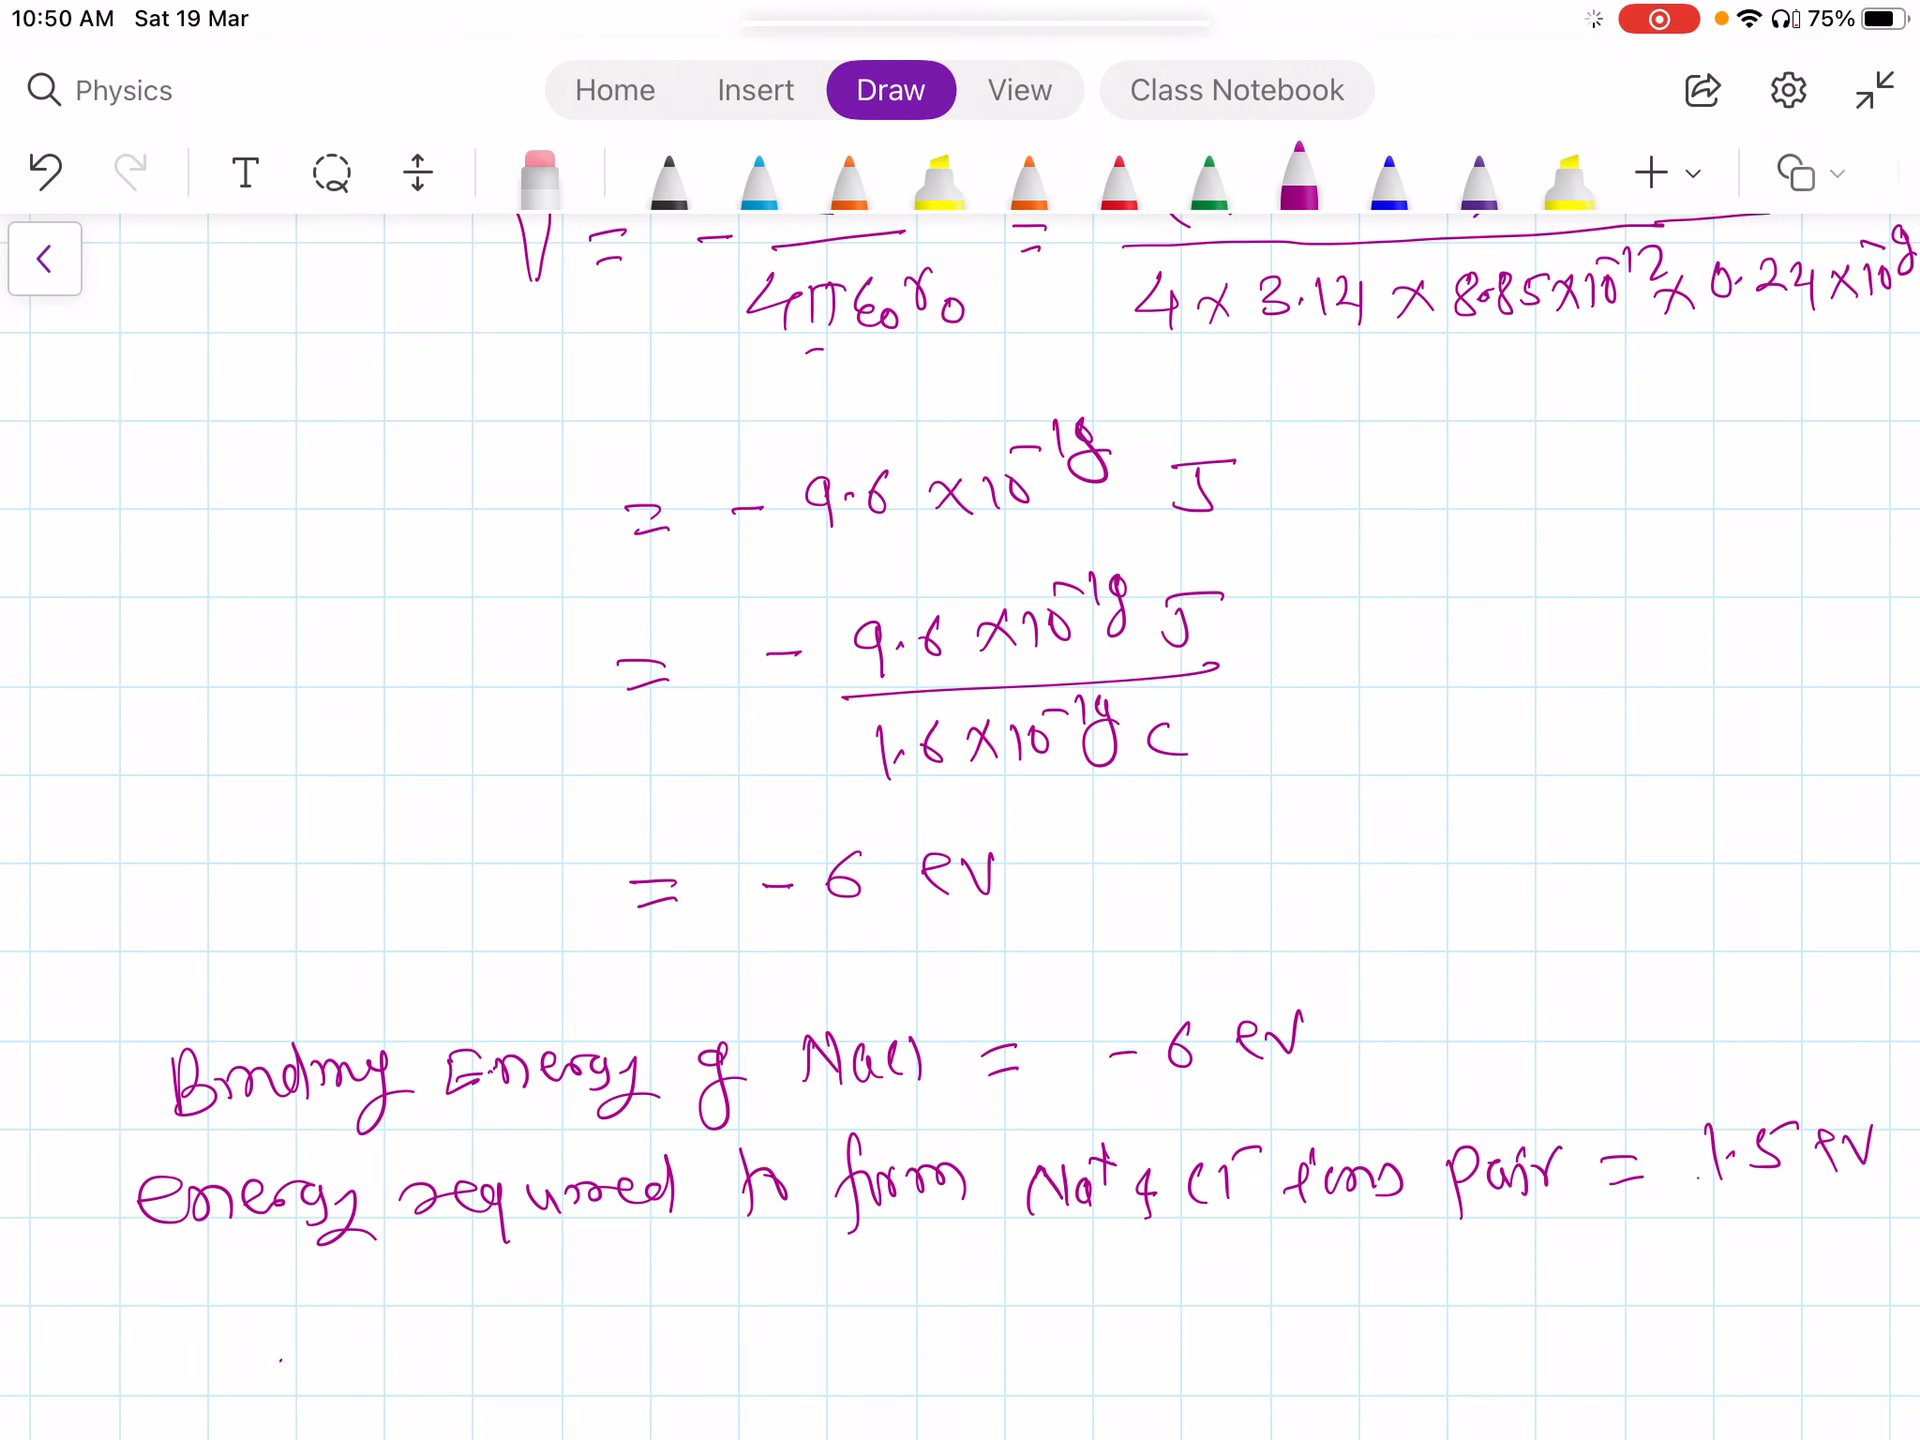 10:50 AM Sat 19 Mar 75%
Physics Home Insert Draw View Class Notebook
V = - =
4πε₀r₀ 4 × 3.14 × 8.85×10⁻¹² × 0.24×10⁻⁹
= - 9.6 ×10⁻¹⁹ J
= - 9.6 ×10⁻¹⁹ J
1.6 ×10⁻¹⁹ C
= - 6 ev
Binding Energy of Nacl = - 6 ev
energy required to form Na⁺ & Cl⁻ ions pair = 1.5 ev